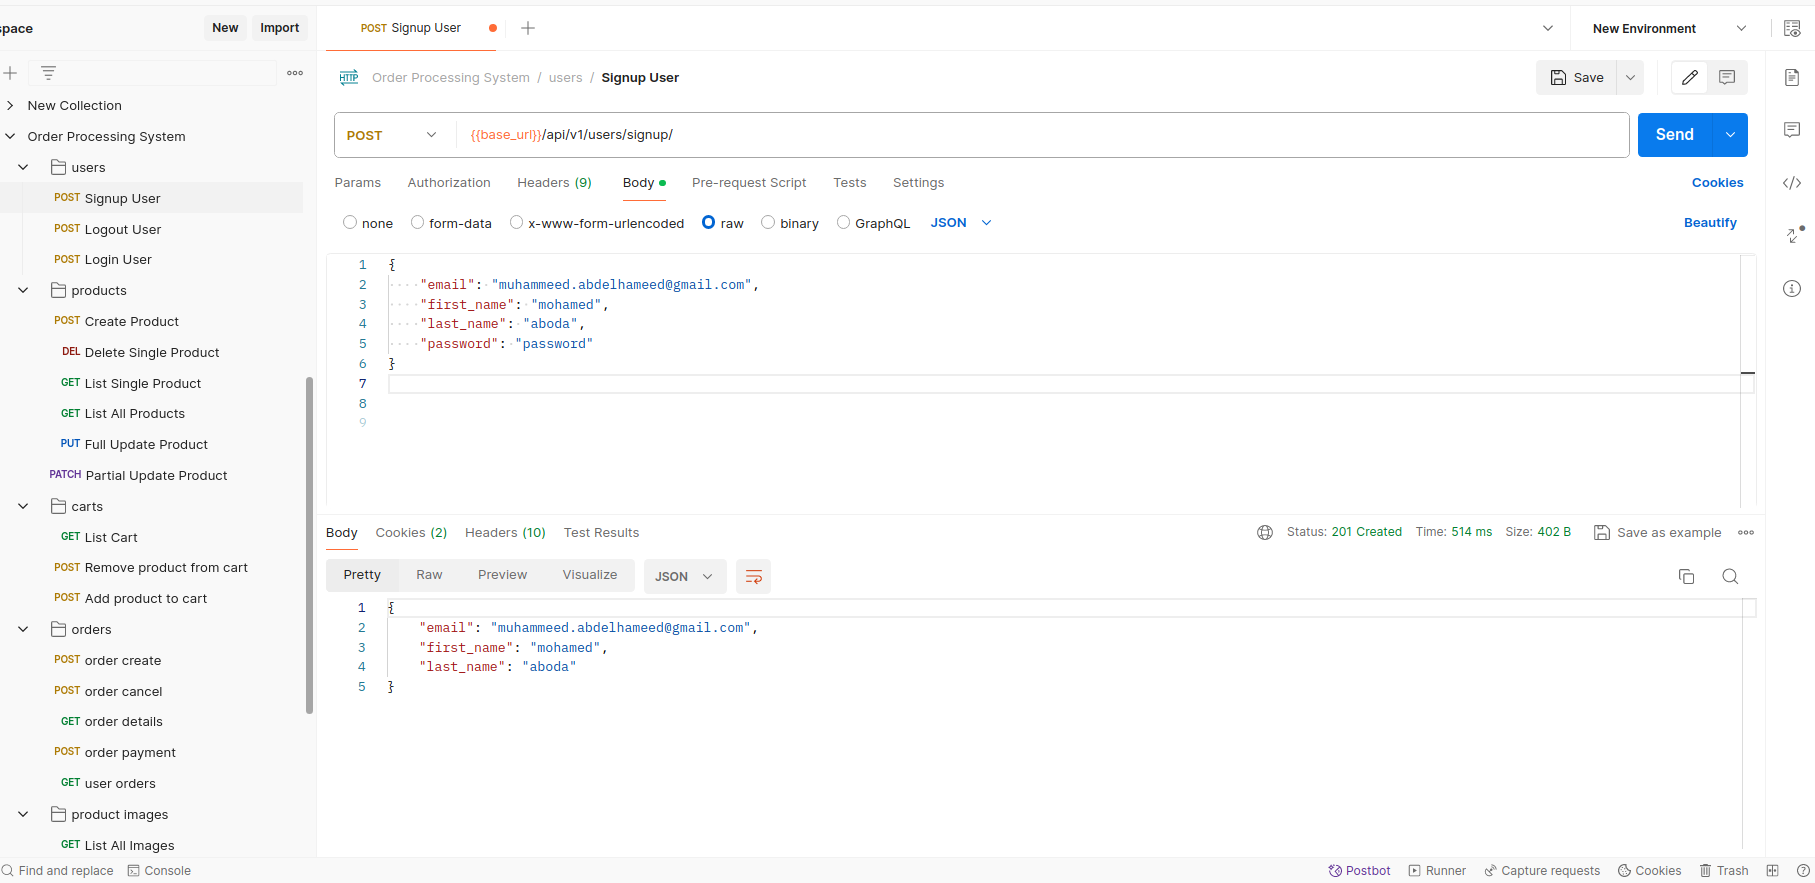 space
New
Import
New Collection
Order Processing System
users
POST Signup User
POST Logout User
POST Login User
products
POST Create Product
DEL Delete Single Product
GET List Single Product
GET List All Products
PUT Full Update Product
PATCH Partial Update Product
carts
GET List Cart
POST Remove product from cart
POST Add product to cart
orders
POST order create
POST order cancel
GET order details
POST order payment
GET user orders
product images
GET List All Images
POST Signup User
New Environment
HTTP Order Processing System / users / Signup User
Save
POST {{base_url}}/api/v1/users/signup/
Send
Params Authorization Headers (9) Body Pre-request Script Tests Settings
Cookies
none form-data x-www-form-urlencoded raw binary GraphQL JSON
Beautify
1 {
2 "email": "muhammeed.abdelhameed@gmail.com",
3 "first_name": "mohamed",
4 "last_name": "aboda",
5 "password": "password"
6 }
7
8
9
Body Cookies (2) Headers (10) Test Results
Status: 201 Created Time: 514 ms Size: 402 B Save as example
Pretty Raw Preview Visualize JSON
1 {
2 "email": "muhammeed.abdelhameed@gmail.com",
3 "first_name": "mohamed",
4 "last_name": "aboda"
5 }
Find and replace Console
Postbot Runner Capture requests Cookies Trash